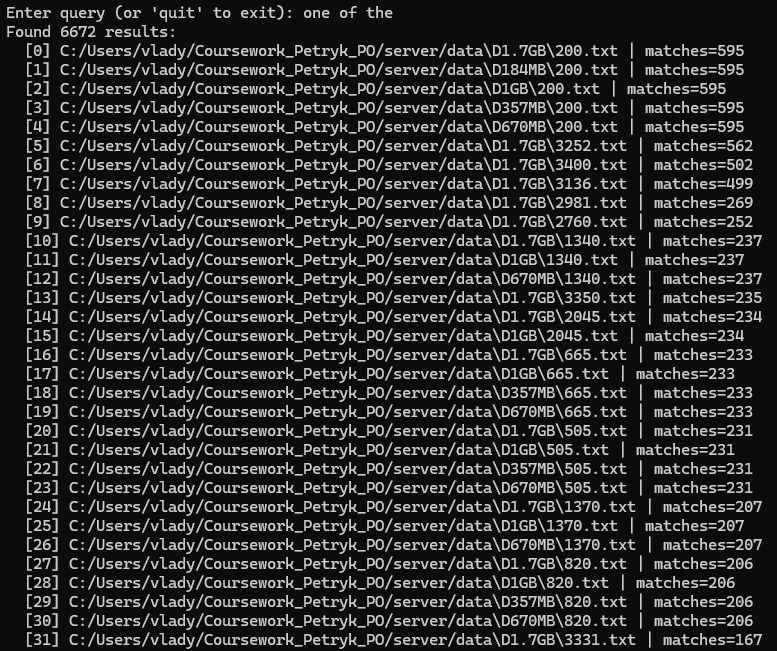 Enter query (or 'quit' to exit): one of the
Found 6672 results:
[0] C:/Users/vlady/Coursework_Petryk_PO/server/data\D1.7GB\200.txt | matches=595
[1] C:/Users/vlady/Coursework_Petryk_PO/server/data\D184MB\200.txt | matches=595
[2] C:/Users/vlady/Coursework_Petryk_PO/server/data\D1GB\200.txt | matches=595
[3] C:/Users/vlady/Coursework_Petryk_PO/server/data\D357MB\200.txt | matches=595
[4] C:/Users/vlady/Coursework_Petryk_PO/server/data\D670MB\200.txt | matches=595
[5] C:/Users/vlady/Coursework_Petryk_PO/server/data\D1.7GB\3252.txt | matches=562
[6] C:/Users/vlady/Coursework_Petryk_PO/server/data\D1.7GB\3400.txt | matches=502
[7] C:/Users/vlady/Coursework_Petryk_PO/server/data\D1.7GB\3136.txt | matches=499
[8] C:/Users/vlady/Coursework_Petryk_PO/server/data\D1.7GB\2981.txt | matches=269
[9] C:/Users/vlady/Coursework_Petryk_PO/server/data\D1.7GB\2760.txt | matches=252
[10] C:/Users/vlady/Coursework_Petryk_PO/server/data\D1.7GB\1340.txt | matches=237
[11] C:/Users/vlady/Coursework_Petryk_PO/server/data\D1GB\1340.txt | matches=237
[12] C:/Users/vlady/Coursework_Petryk_PO/server/data\D670MB\1340.txt | matches=237
[13] C:/Users/vlady/Coursework_Petryk_PO/server/data\D1.7GB\3350.txt | matches=235
[14] C:/Users/vlady/Coursework_Petryk_PO/server/data\D1.7GB\2045.txt | matches=234
[15] C:/Users/vlady/Coursework_Petryk_PO/server/data\D1GB\2045.txt | matches=234
[16] C:/Users/vlady/Coursework_Petryk_PO/server/data\D1.7GB\665.txt | matches=233
[17] C:/Users/vlady/Coursework_Petryk_PO/server/data\D1GB\665.txt | matches=233
[18] C:/Users/vlady/Coursework_Petryk_PO/server/data\D357MB\665.txt | matches=233
[19] C:/Users/vlady/Coursework_Petryk_PO/server/data\D670MB\665.txt | matches=233
[20] C:/Users/vlady/Coursework_Petryk_PO/server/data\D1.7GB\505.txt | matches=231
[21] C:/Users/vlady/Coursework_Petryk_PO/server/data\D1GB\505.txt | matches=231
[22] C:/Users/vlady/Coursework_Petryk_PO/server/data\D357MB\505.txt | matches=231
[23] C:/Users/vlady/Coursework_Petryk_PO/server/data\D670MB\505.txt | matches=231
[24] C:/Users/vlady/Coursework_Petryk_PO/server/data\D1.7GB\1370.txt | matches=207
[25] C:/Users/vlady/Coursework_Petryk_PO/server/data\D1GB\1370.txt | matches=207
[26] C:/Users/vlady/Coursework_Petryk_PO/server/data\D670MB\1370.txt | matches=207
[27] C:/Users/vlady/Coursework_Petryk_PO/server/data\D1.7GB\820.txt | matches=206
[28] C:/Users/vlady/Coursework_Petryk_PO/server/data\D1GB\820.txt | matches=206
[29] C:/Users/vlady/Coursework_Petryk_PO/server/data\D357MB\820.txt | matches=206
[30] C:/Users/vlady/Coursework_Petryk_PO/server/data\D670MB\820.txt | matches=206
[31] C:/Users/vlady/Coursework_Petryk_PO/server/data\D1.7GB\3331.txt | matches=167